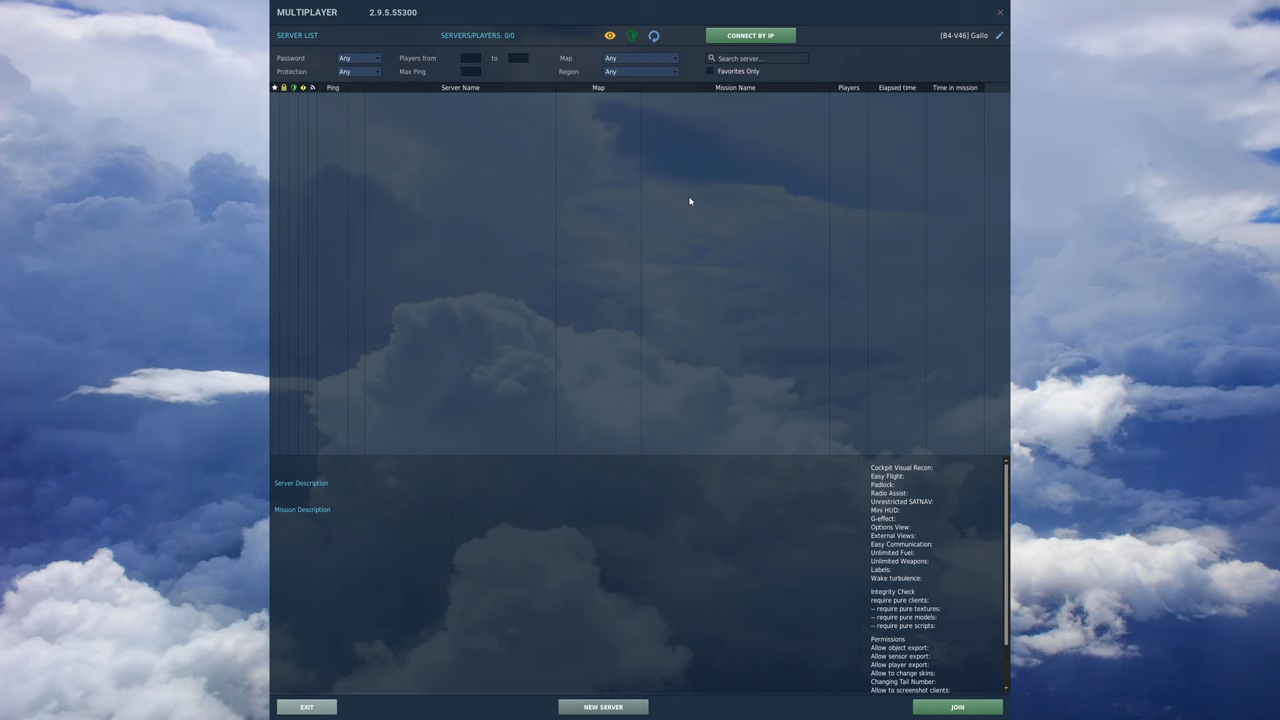 MULTIPLAYER 2.9.5.55300
SERVER LIST SERVERS/PLAYERS: 0/0 CONNECT BY IP [B4-V46] Gallo
Password Any Players from to Map Any Search server...
Protection Any Max Ping Region Any Favorites Only
Ping Server Name Map Mission Name Players Elapsed time Time in mission
Server Description
Mission Description
Cockpit Visual Recon:
Easy Flight:
Padlock:
Radio Assist:
Unrestricted SATNAV:
Mini HUD:
G-effect:
Options View:
External Views:
Easy Communication:
Unlimited Fuel:
Unlimited Weapons:
Labels:
Wake turbulence:
Integrity Check
require pure clients:
-- require pure textures:
-- require pure models:
-- require pure scripts:
Permissions
Allow object export:
Allow sensor export:
Allow player export:
Allow to change skins:
Changing Tail Number:
Allow to screenshot clients:
EXIT NEW SERVER JOIN